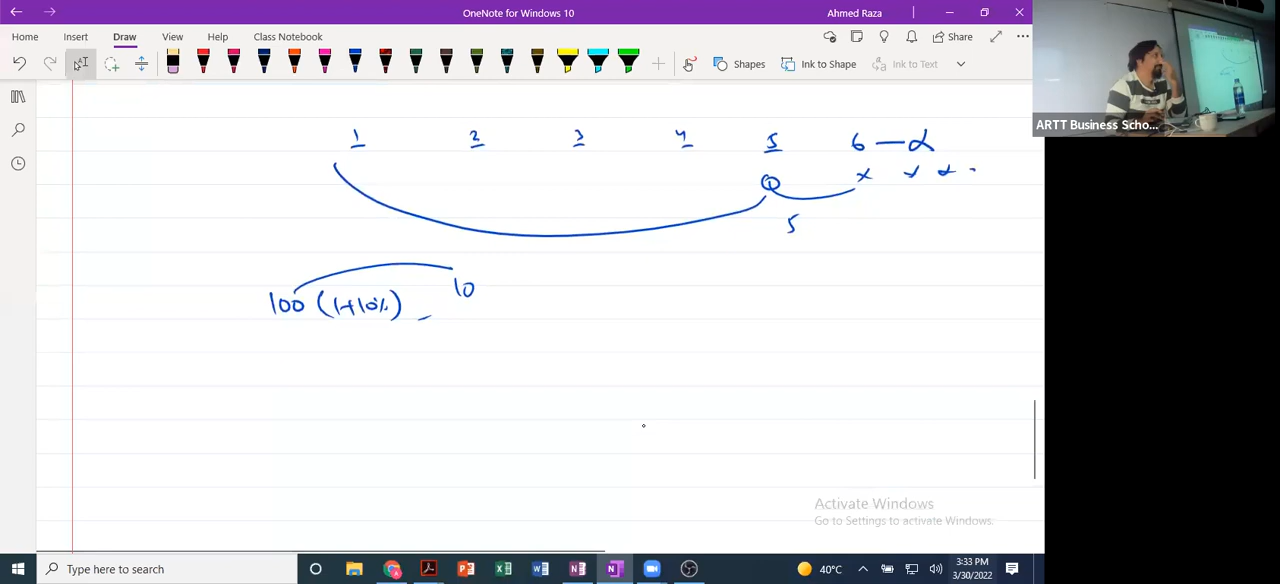 OneNote for Windows 10
Ahmed Raza
Home Insert Draw View Help Class Notebook
Share
Shapes Ink to Shape Ink to Text
ARTT Business Scho...
1 2 3 4 5 6 — α
x x x -
5
10
100 (1+10%) -
Activate Windows
Go to Settings to activate Windows.
Type here to search
40°C
3:33 PM
3/30/2022